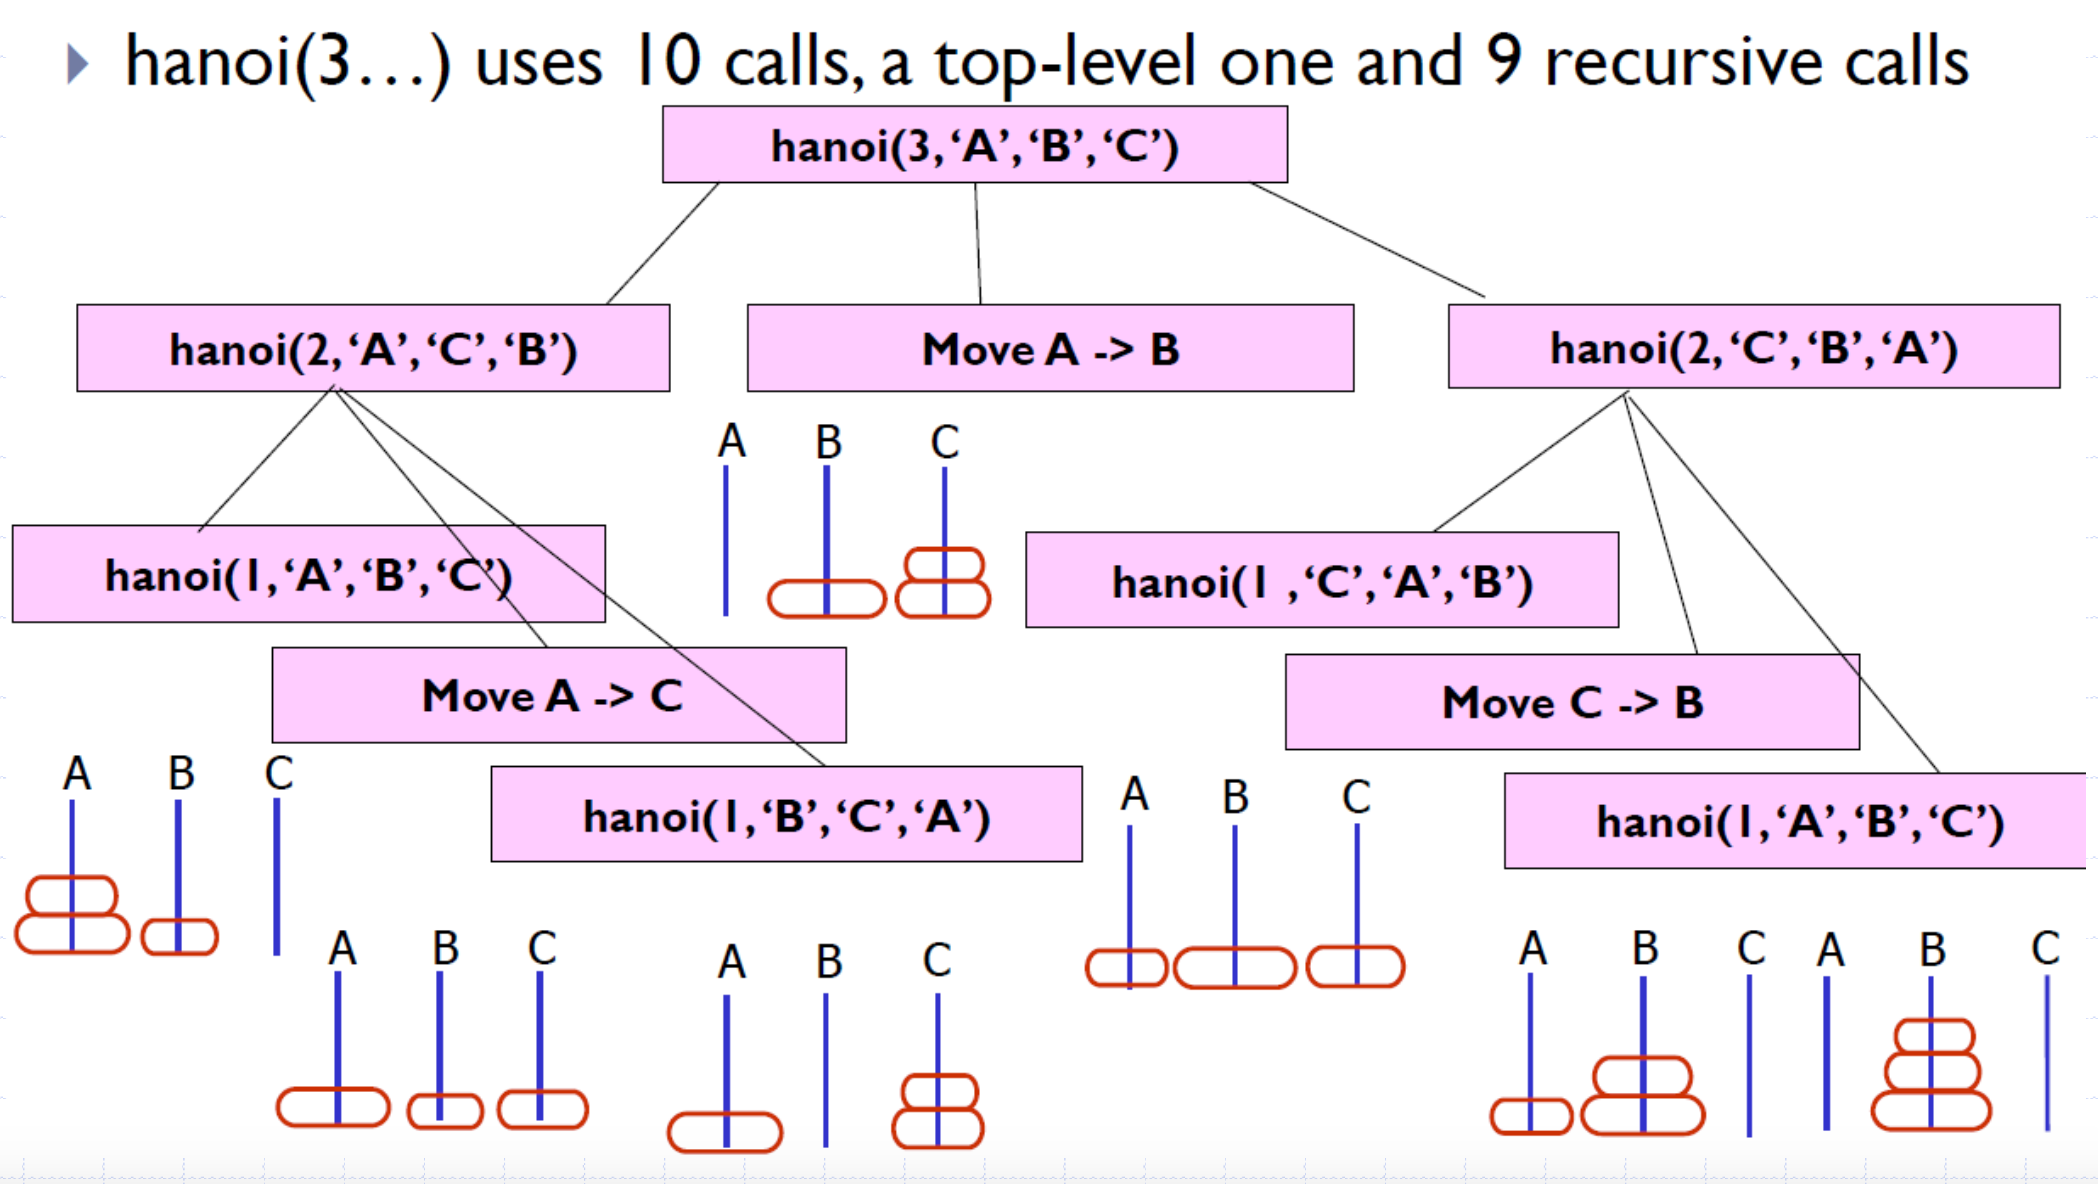 hanoi(3…) uses 10 calls, a top-level one and 9 recursive calls
hanoi(3, ‘A’, ‘B’, ‘C’)
hanoi(2, ‘A’, ‘C’, ‘B’)
Move A -> B
hanoi(2, ‘C’, ‘B’, ‘A’)
A B C
hanoi(1, ‘A’, ‘B’, ‘C’)
hanoi(1 , ‘C’, ‘A’, ‘B’)
Move A -> C
Move C -> B
A B C
hanoi(1, ‘B’, ‘C’, ‘A’)
A B C
hanoi(1, ‘A’, ‘B’, ‘C’)
A B C
A B C
A B C
A B C